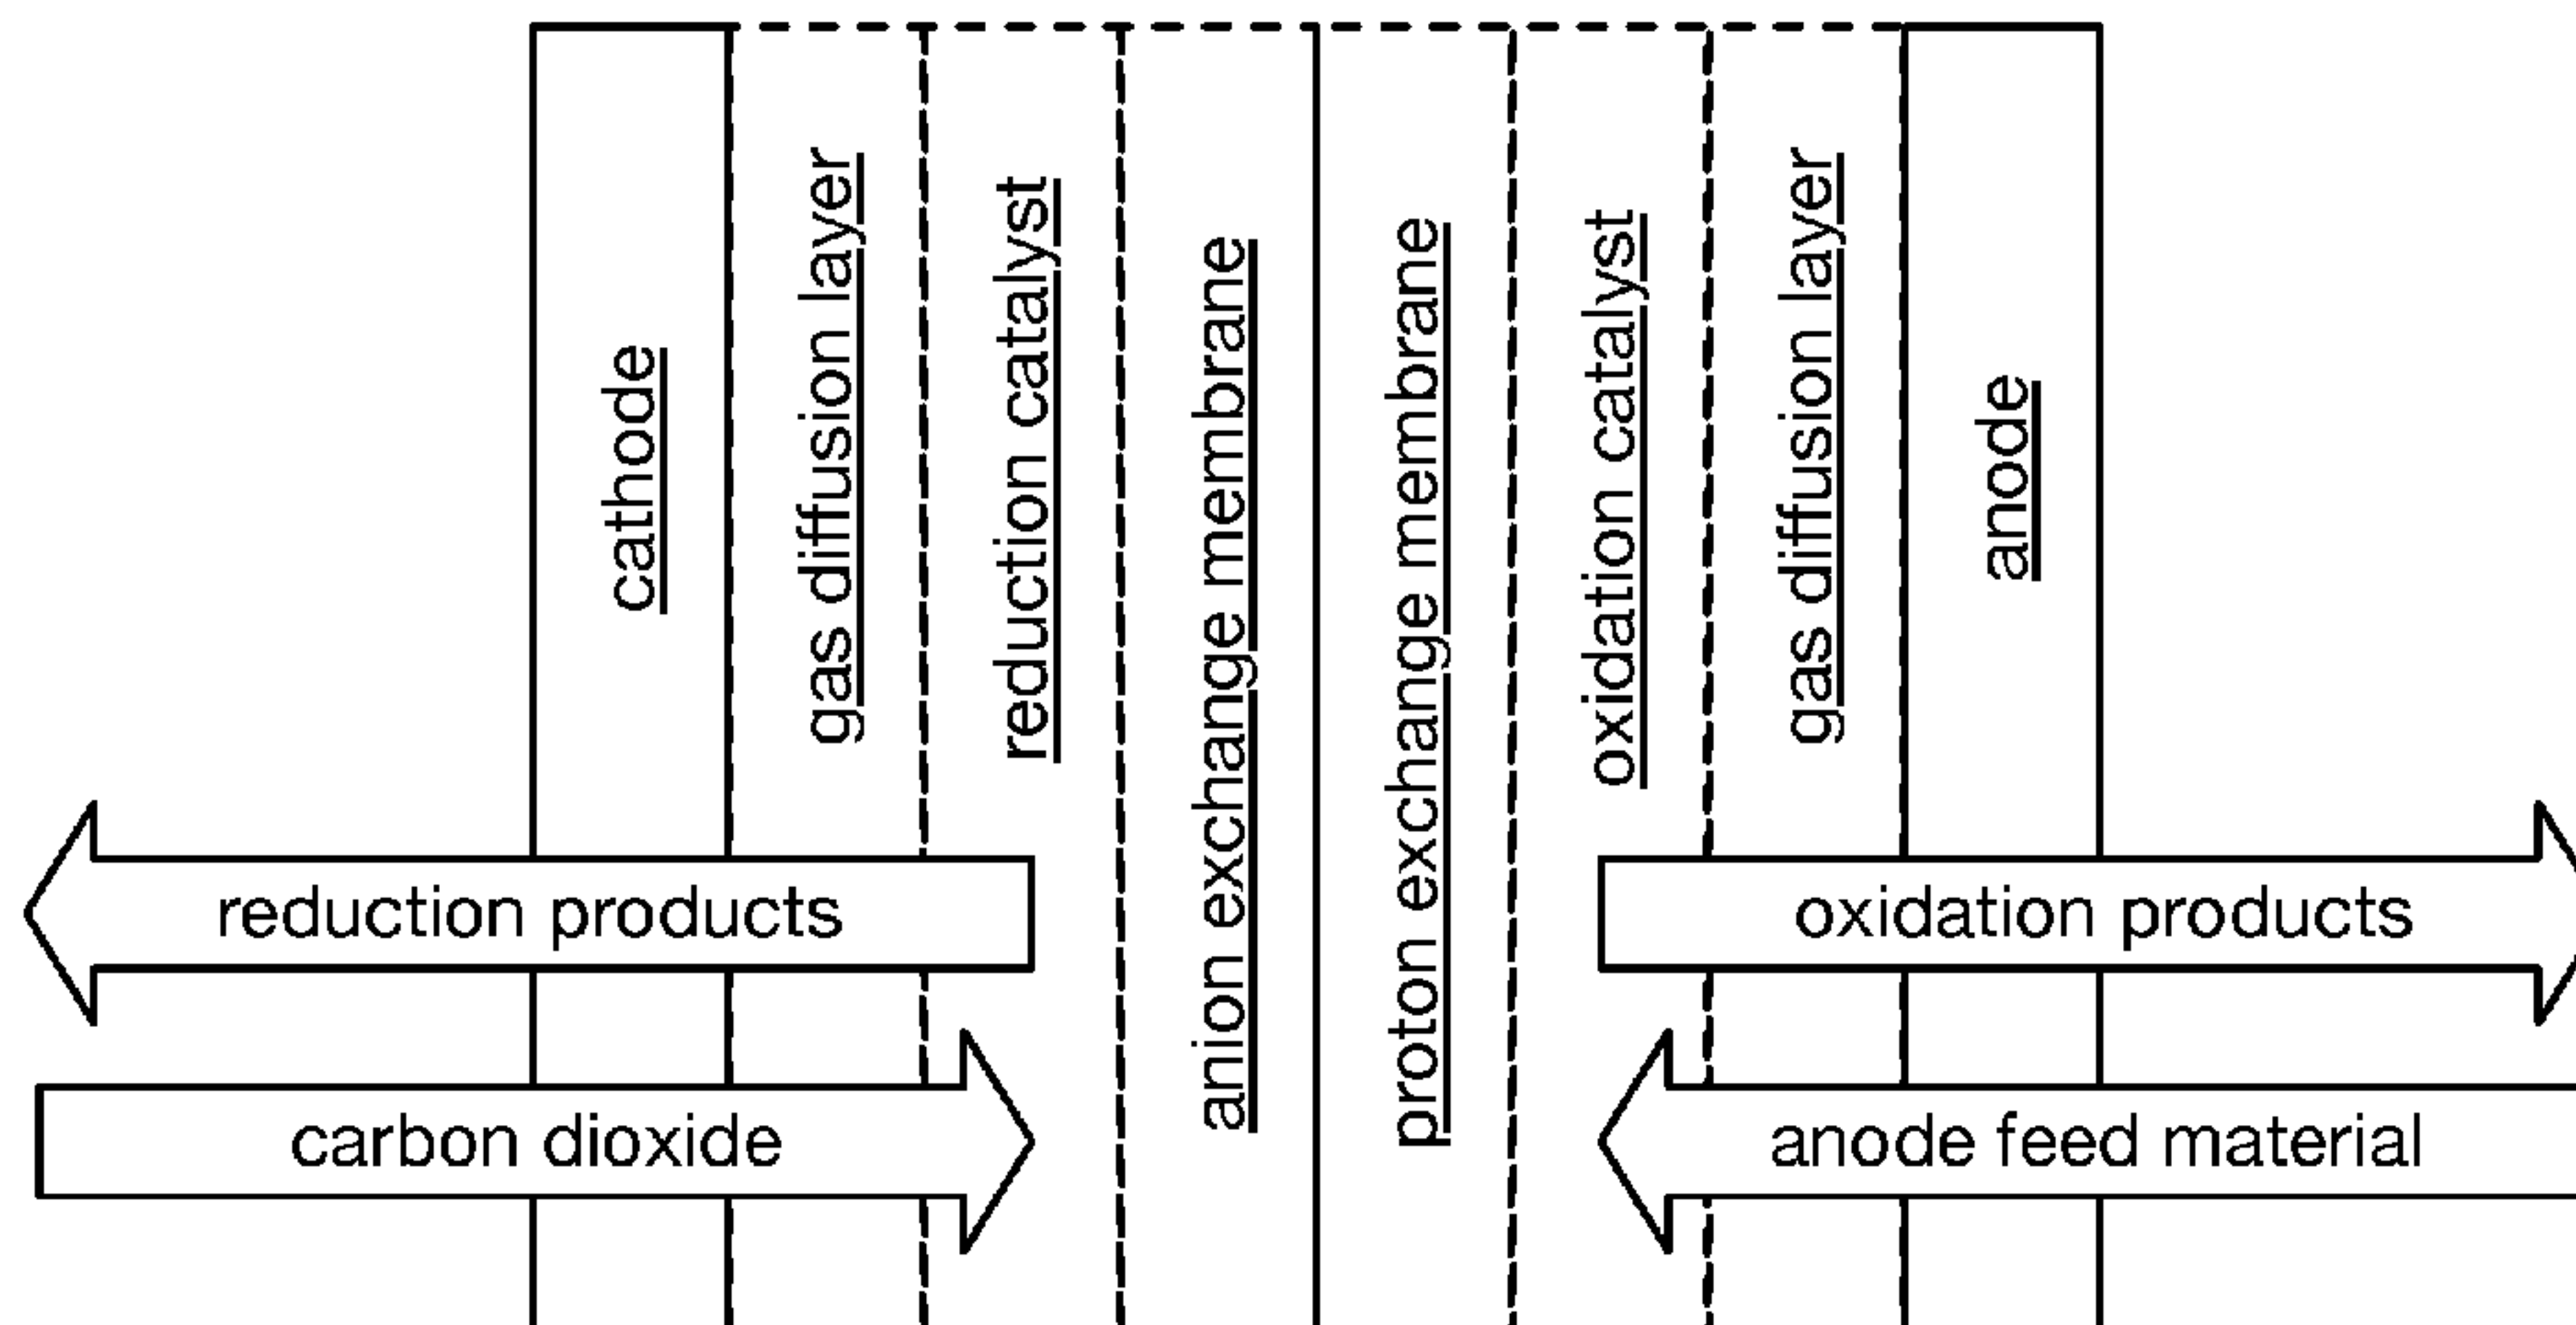 cathode
gas diffusion layer
reduction catalyst
anion exchange membrane
proton exchange membrane
oxidation catalyst
gas diffusion layer
anode
reduction products
oxidation products
carbon dioxide
anode feed material